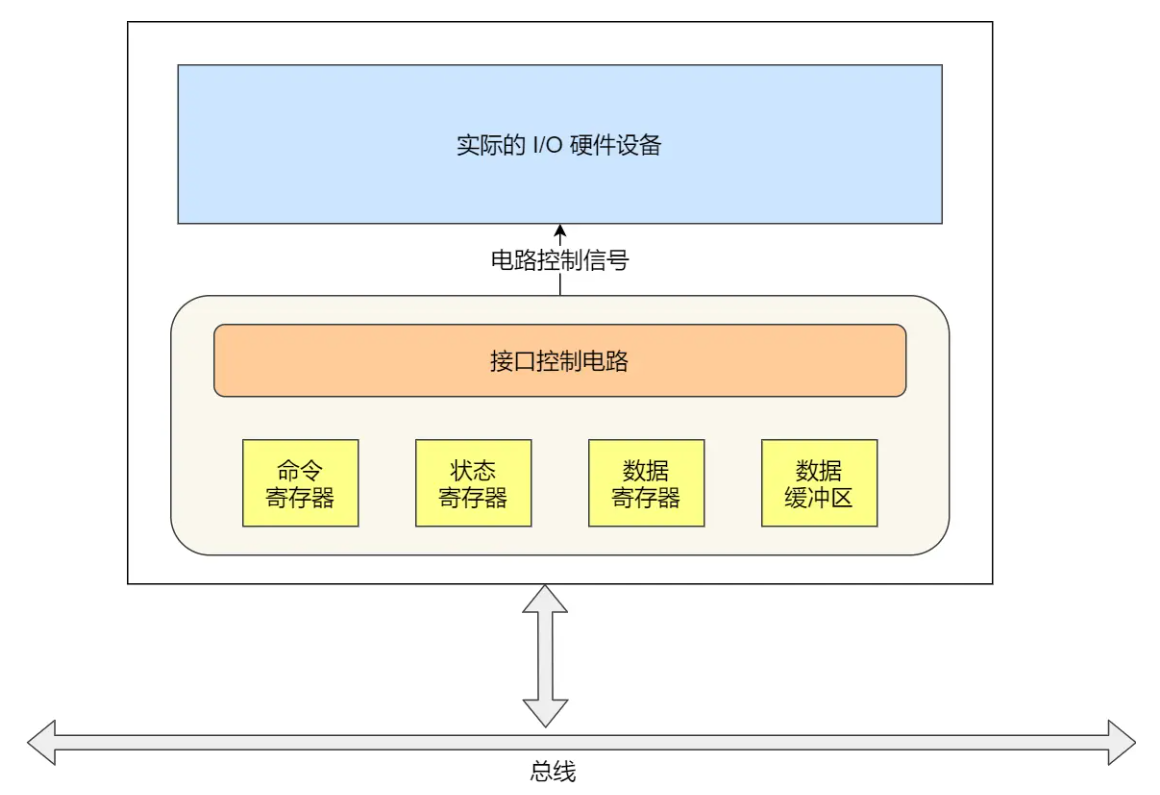 实际的 I/O 硬件设备
电路控制信号
接口控制电路
命令
寄存器
状态
寄存器
数据
寄存器
数据
缓冲区
总线